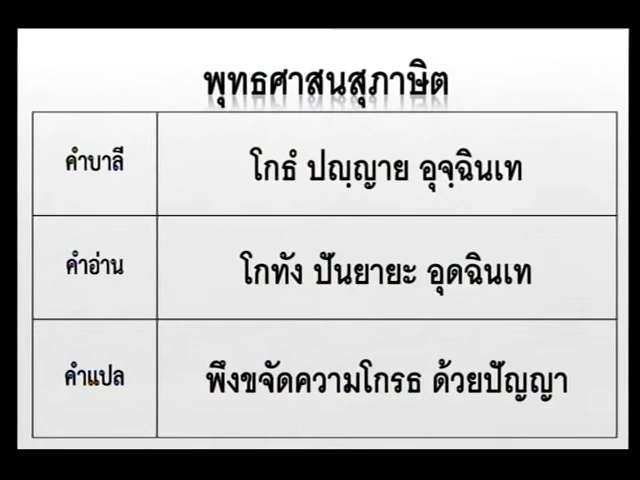 พุทธศาสนสุภาษิต
คำบาลี โกธํ ปญฺญาย อุจฺฉินเท
คำอ่าน โกทัง ปันยายะ อุดฉินเท
คำแปล พึงขจัดความโกรธ ด้วยปัญญา